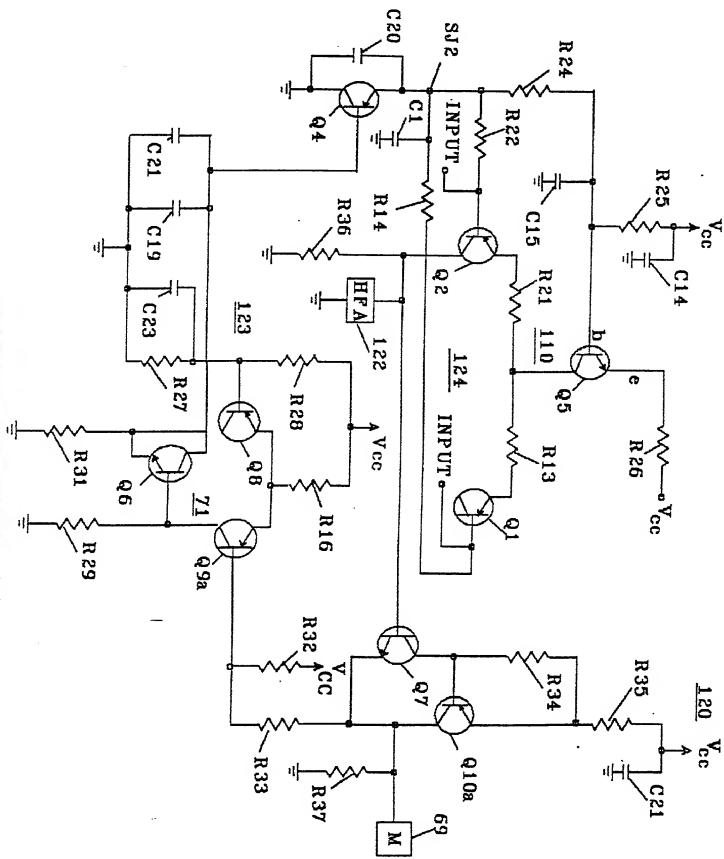 C20
SJ2
R24
Q4
C1
INPUT
R22
C15
R25
Vcc
C14
C21
C19
C23
R36
R14
Q2
R21
110
b
Q5
e
R26
Vcc
123
HFA
122
124
R13
INPUT
Q1
R27
R28
Vcc
Q8
R16
R31
Q6
71
R29
Q9a
R32
Vcc
R33
Q7
R34
R35
120
Vcc
C21
Q10a
R37
M
69